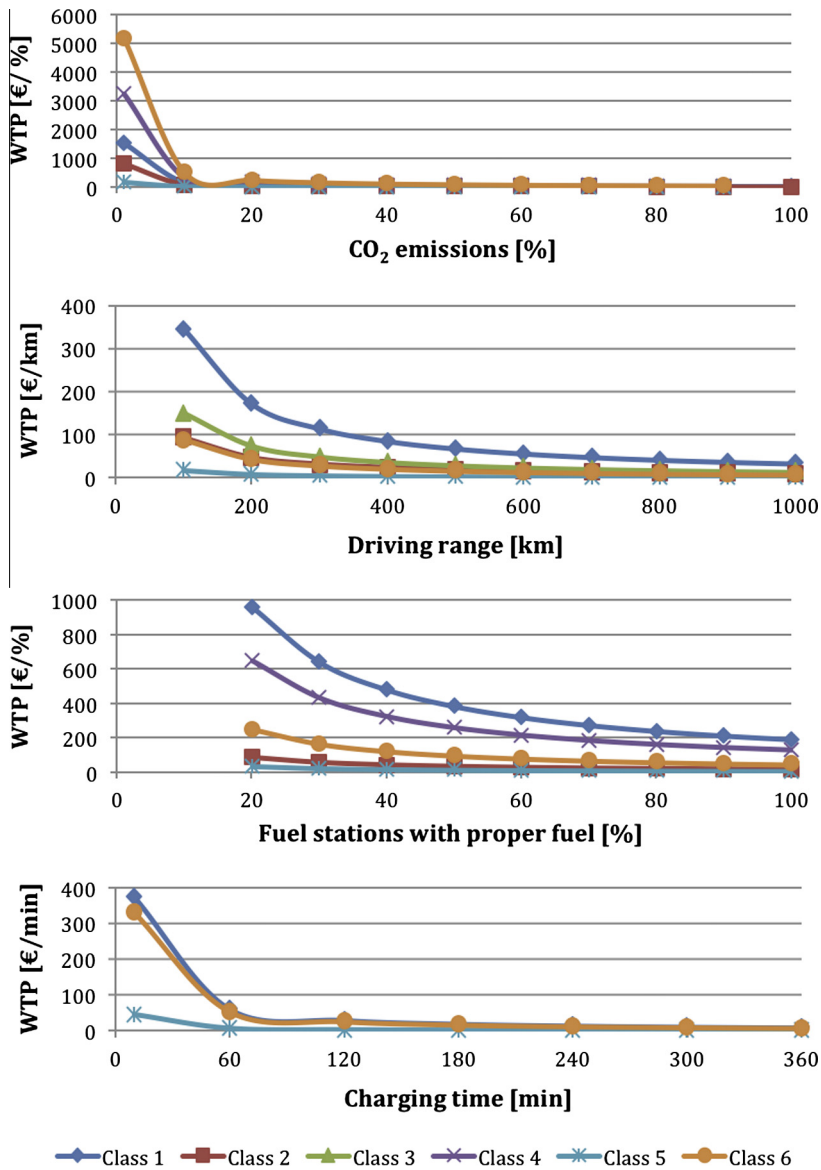 6000
5000
4000
3000
2000
1000
0
WTP [€/ %]
0 20 40 60 80 100
CO₂ emissions [%]
400
300
200
100
0
WTP [€/km]
0 200 400 600 800 1000
Driving range [km]
1000
800
600
400
200
0
WTP [€/%]
0 20 40 60 80 100
Fuel stations with proper fuel [%]
400
300
200
100
0
WTP [€/min]
0 60 120 180 240 300 360
Charging time [min]
Class 1 Class 2 Class 3 Class 4 Class 5 Class 6